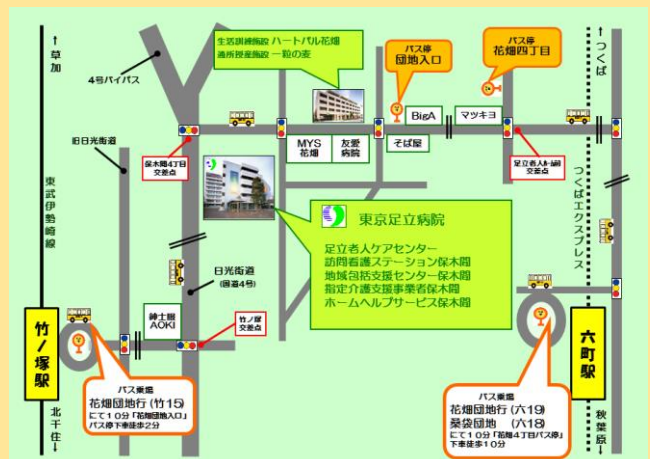 ↑草加
4号バイパス
旧日光街道
東武伊勢崎線
生活訓練施設 ハートパル花畑
通所授産施設 一粒の麦
バス停
団地入口
バス停
花畑四丁目
↑つくば
保木間4丁目
交差点
MYS
花畑
友愛
病院
そば屋
BigA
マツキヨ
交差点
つくばエクスプレス
東京足立病院
足立老人ケアセンター
訪問看護ステーション保木間
地域包括支援センター保木間
指定介護支援事業者保木間
ホームヘルプサービス保木間
日光街道
(国道4号)
紳士服
AOKI
竹ノ塚
交差点
竹ノ塚駅
六町駅
バス乗場
花畑団地行(竹15)
にて10分「花畑団地入口」
バス停下車徒歩2分
北千住↓
バス乗場
花畑団地行(六19)
桑袋団地(六18)
にて10分「花畑4丁目バス停」
下車徒歩10分
秋葉原↓